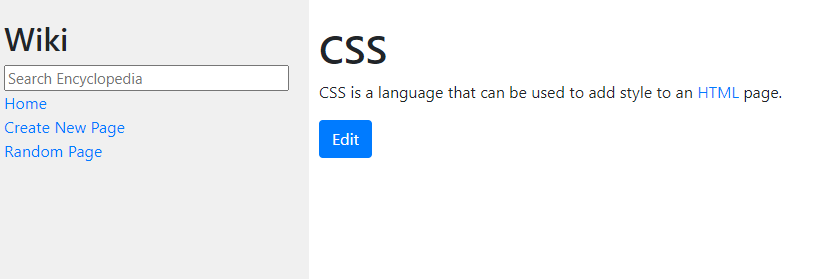 Wiki
Search Encyclopedia
Home
Create New Page
Random Page
CSS
CSS is a language that can be used to add style to an HTML page.
Edit